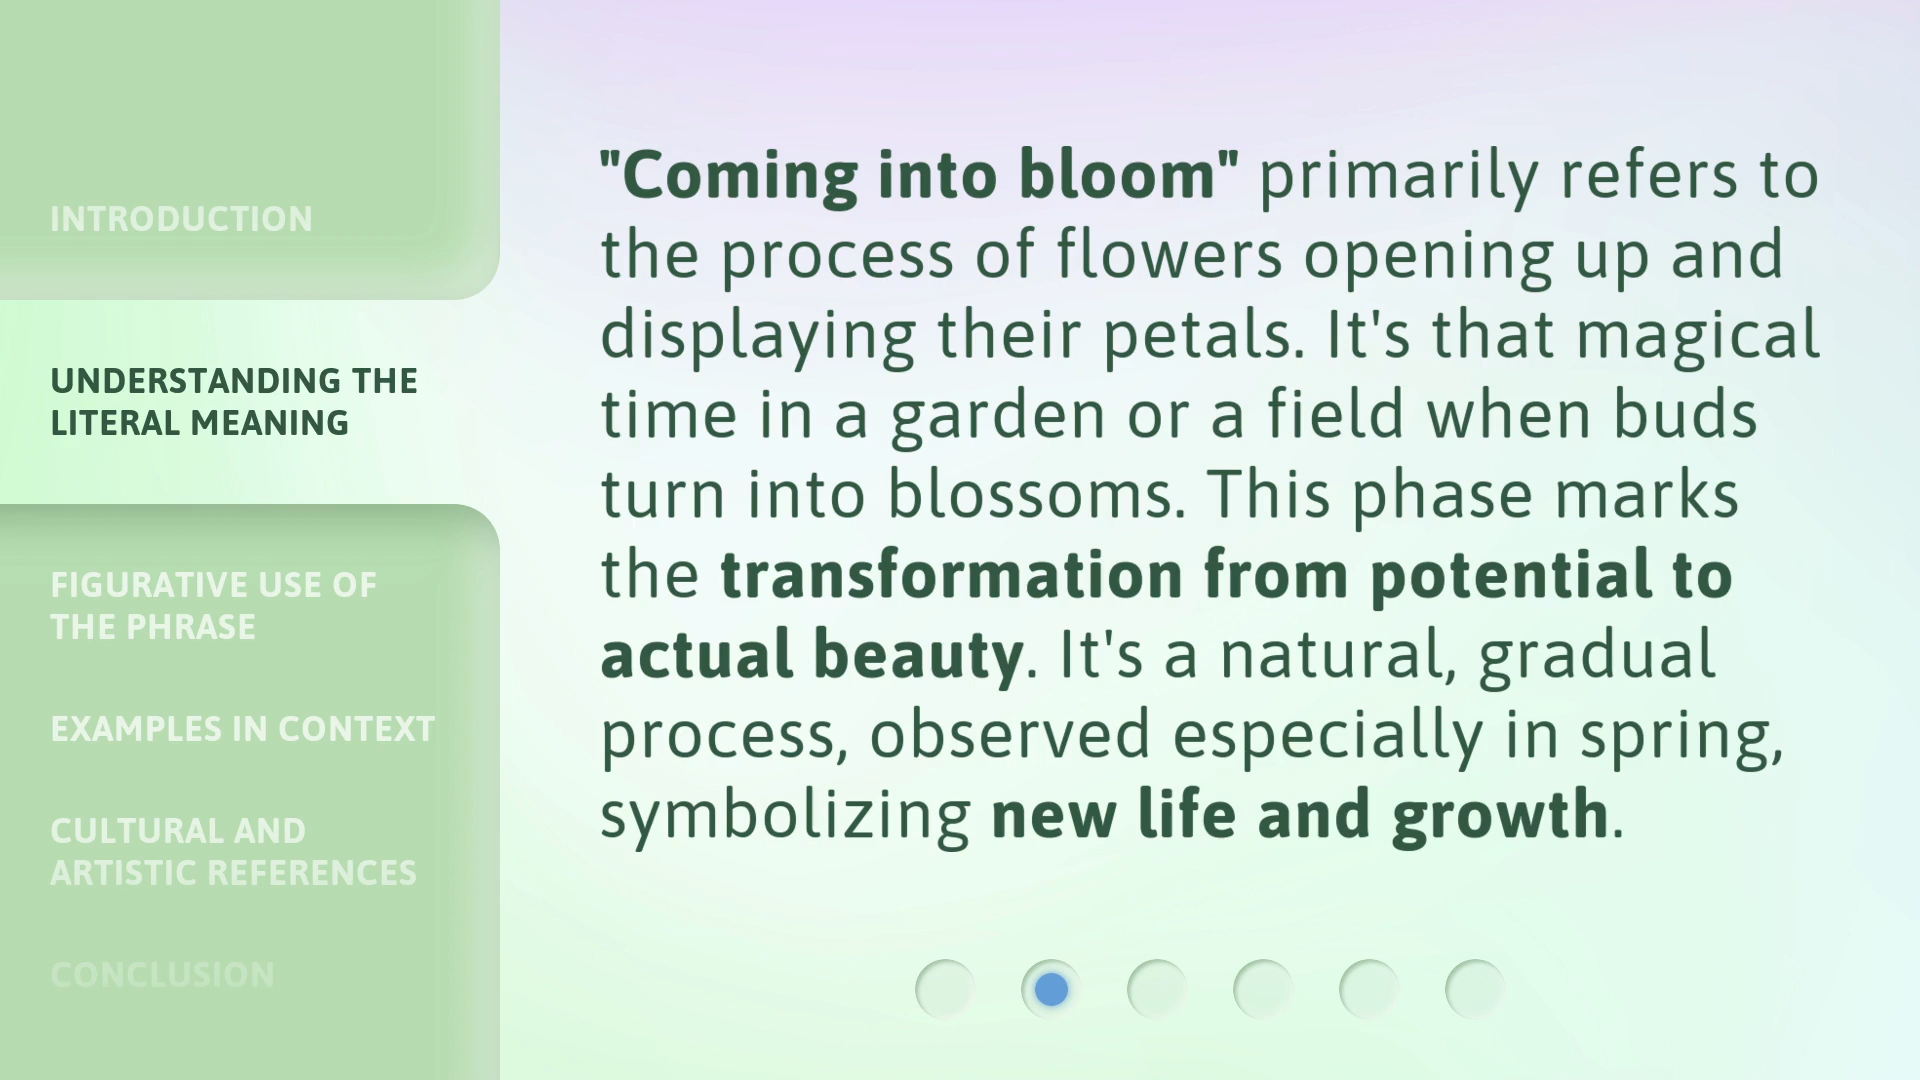 INTRODUCTION
UNDERSTANDING THE
LITERAL MEANING
FIGURATIVE USE OF
THE PHRASE
EXAMPLES IN CONTEXT
CULTURAL AND
ARTISTIC REFERENCES
CONCLUSION
"Coming into bloom" primarily refers to
the process of flowers opening up and
displaying their petals. It's that magical
time in a garden or a field when buds
turn into blossoms. This phase marks
the transformation from potential to
actual beauty. It's a natural, gradual
process, observed especially in spring,
symbolizing new life and growth.